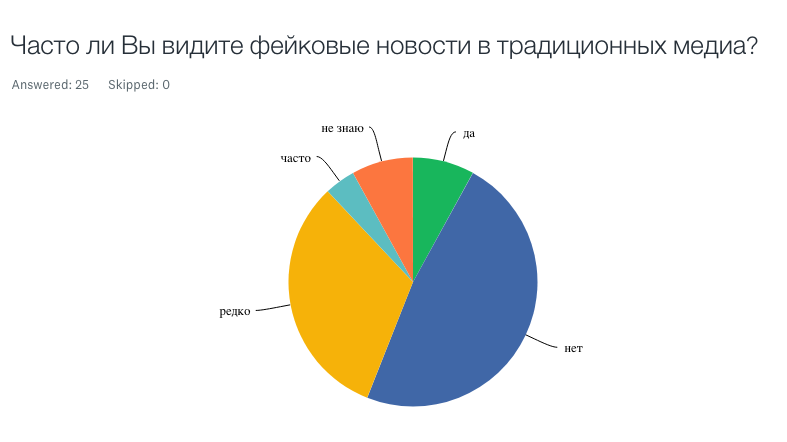 Часто ли Вы видите фейковые новости в традиционных медиа?
Answered: 25 Skipped: 0
не знаю
да
часто
редко
нет